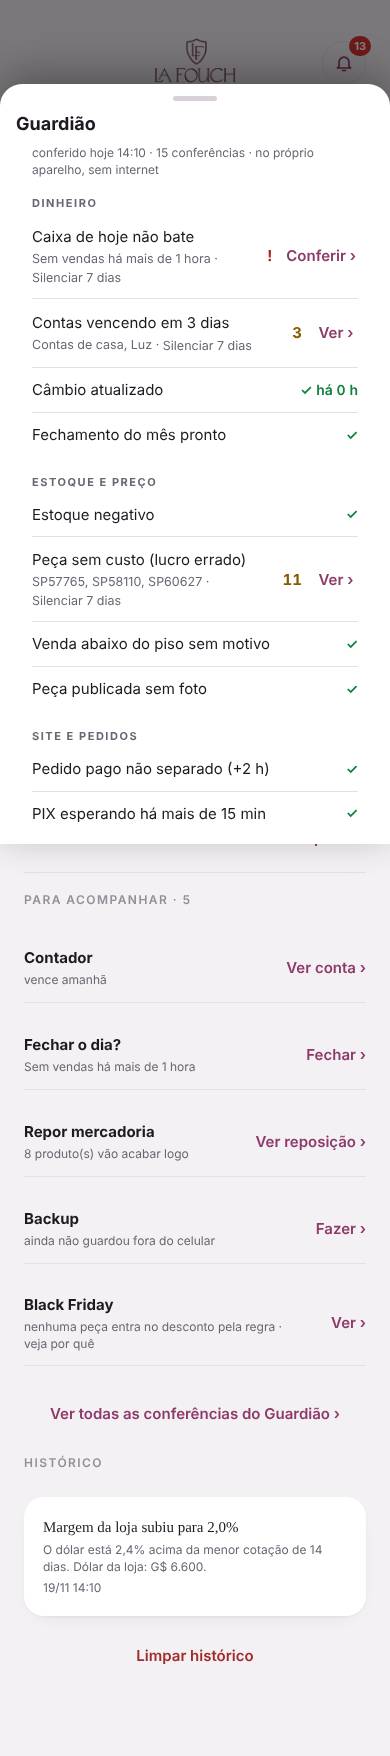 LF
LA FOUCH
13
Guardião
conferido hoje 14:10 · 15 conferências · no próprio
aparelho, sem internet
DINHEIRO
Caixa de hoje não bate
Sem vendas há mais de 1 hora ·
Silenciar 7 dias
! Conferir ›
Contas vencendo em 3 dias
Contas de casa, Luz · Silenciar 7 dias
3 Ver ›
Câmbio atualizado ✓ há 0 h
Fechamento do mês pronto ✓
ESTOQUE E PREÇO
Estoque negativo ✓
Peça sem custo (lucro errado)
SP57765, SP58110, SP60627 ·
Silenciar 7 dias
11 Ver ›
Venda abaixo do piso sem motivo ✓
Peça publicada sem foto ✓
SITE E PEDIDOS
Pedido pago não separado (+2 h) ✓
PIX esperando há mais de 15 min ✓
PARA ACOMPANHAR · 5
Contador
vence amanhã
Ver conta ›
Fechar o dia?
Sem vendas há mais de 1 hora
Fechar ›
Repor mercadoria
8 produto(s) vão acabar logo
Ver reposição ›
Backup
ainda não guardou fora do celular
Fazer ›
Black Friday
nenhuma peça entra no desconto pela regra ·
veja por quê
Ver ›
Ver todas as conferências do Guardião ›
HISTÓRICO
Margem da loja subiu para 2,0%
O dólar está 2,4% acima da menor cotação de 14
dias. Dólar da loja: G$ 6.600.
19/11 14:10
Limpar histórico